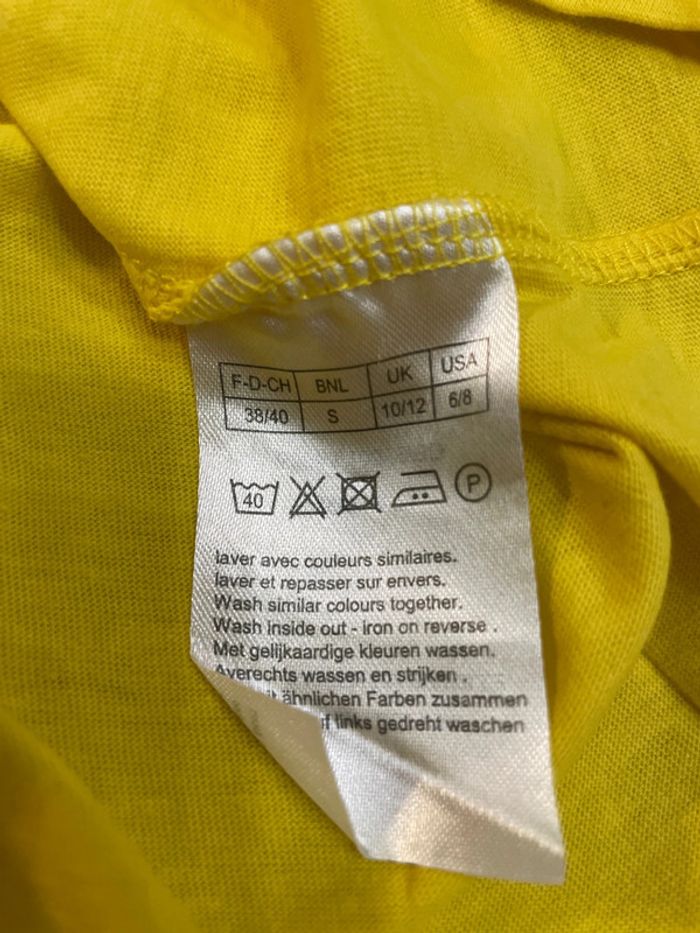 F-D-CH BNL UK USA
38/40 S 10/12 6/8
40 P
laver avec couleurs similaires.
laver et repasser sur envers.
Wash similar colours together.
Wash inside out - iron on reverse .
Met gelijkaardige kleuren wassen.
Averechts wassen en strijken .
ähnlichen Farben zusammen
links gedreht waschen